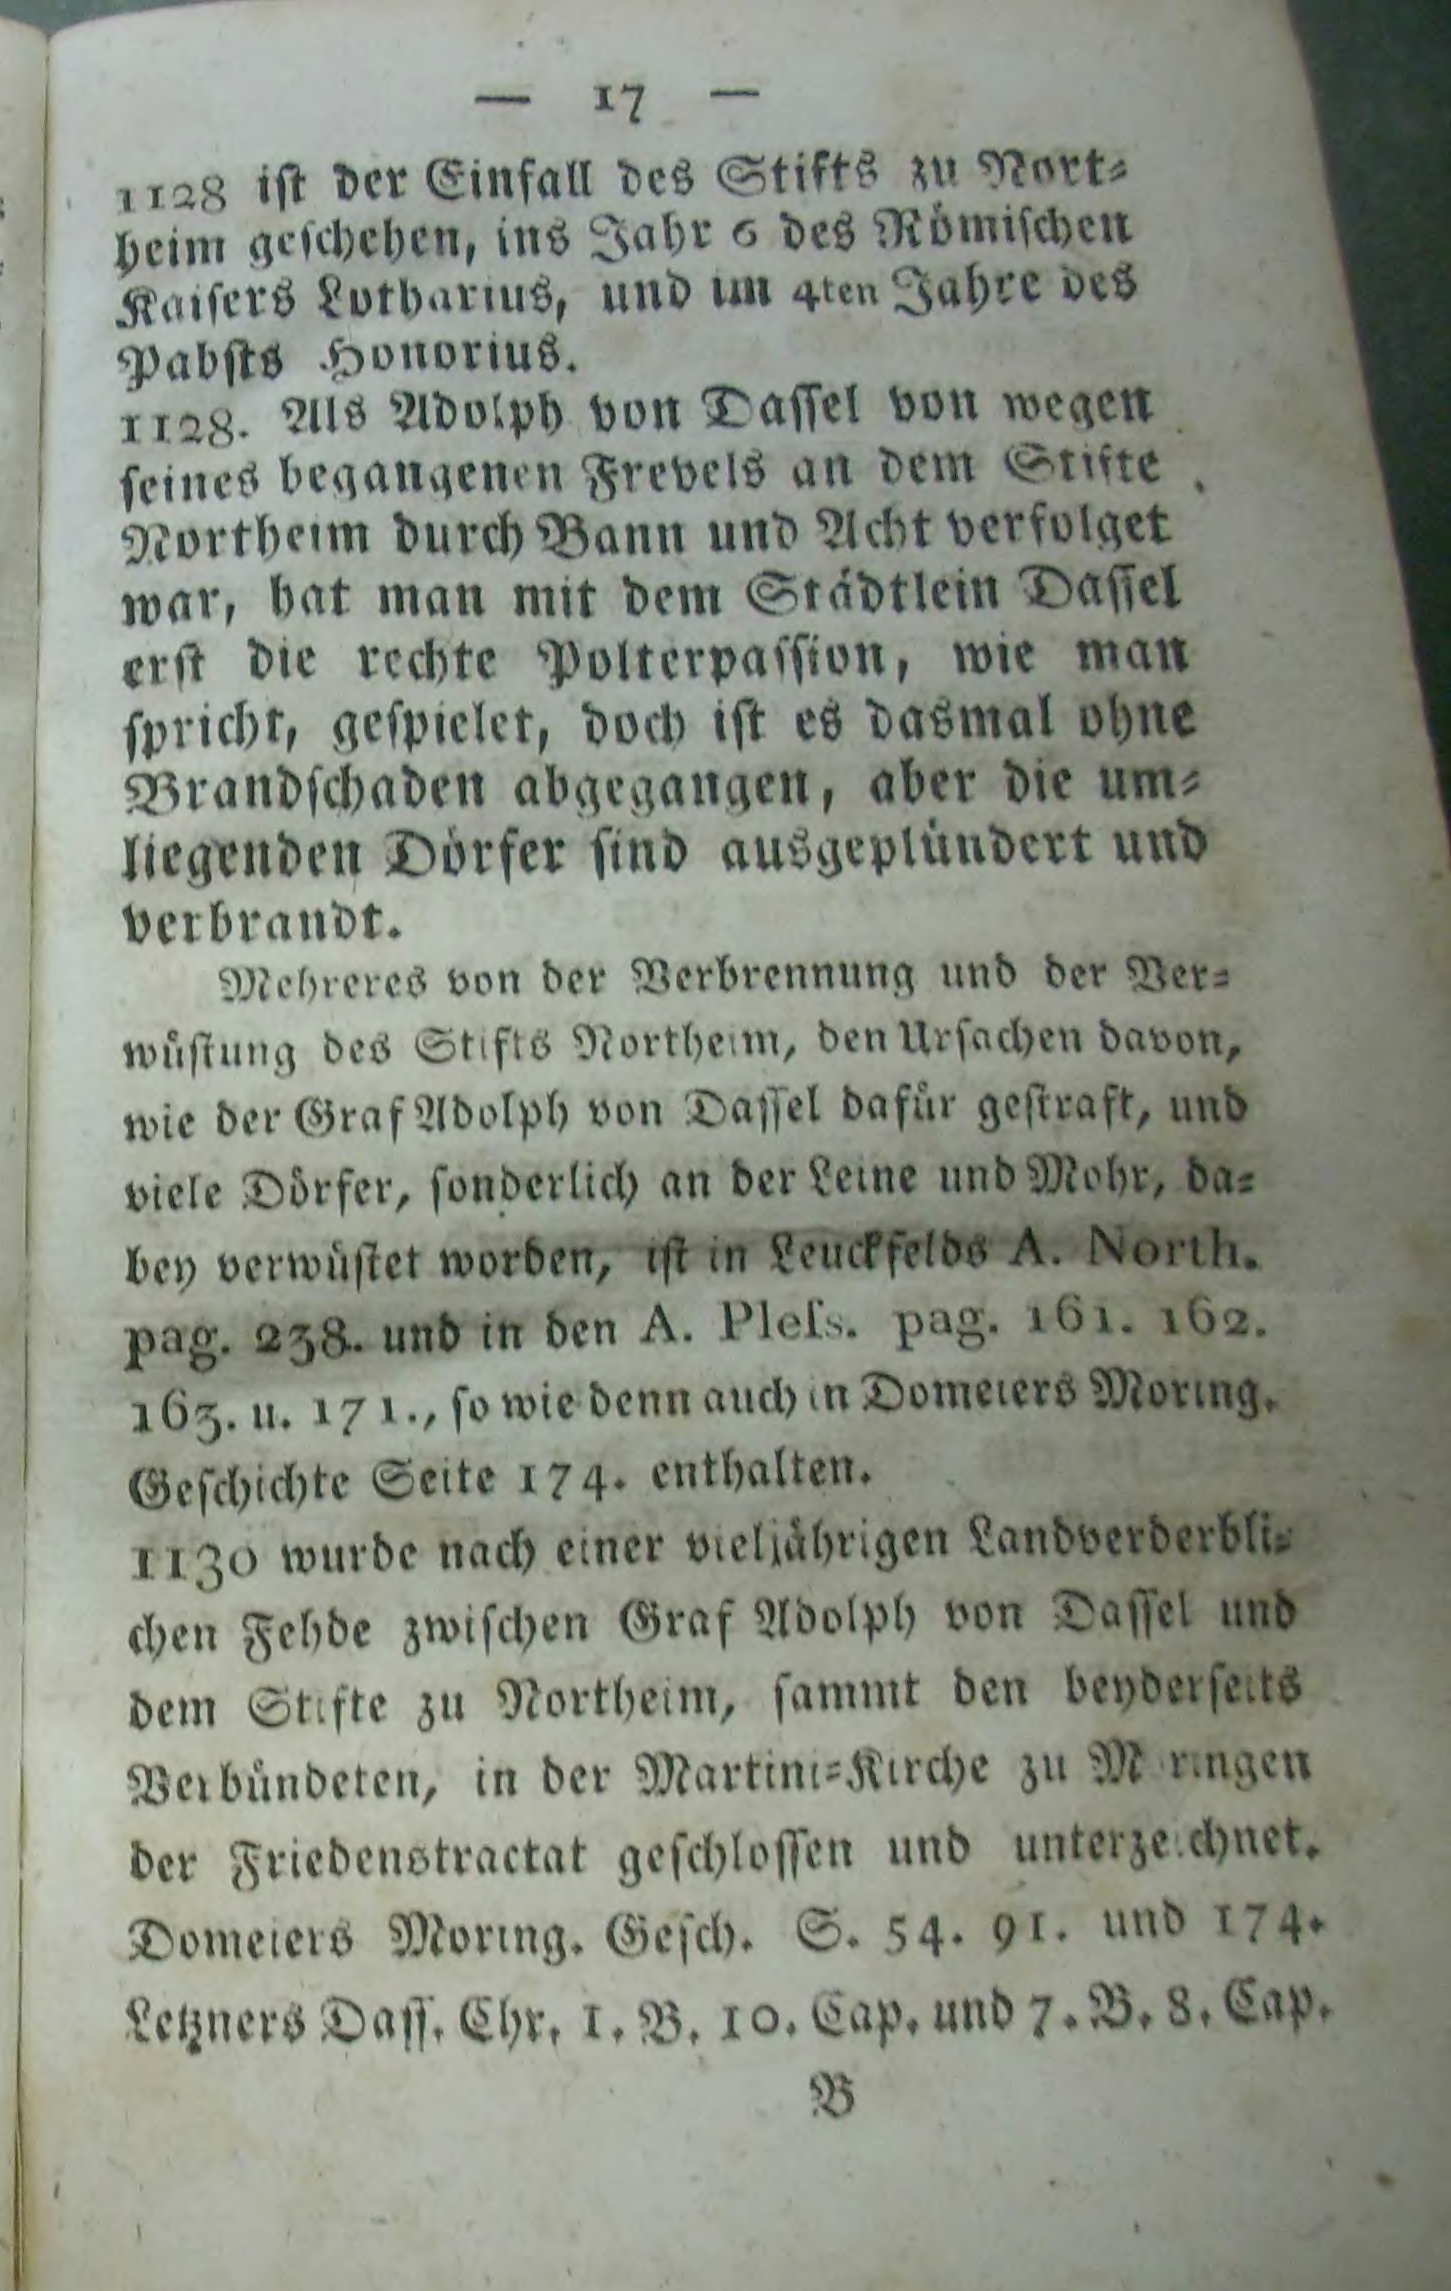 — 17 —
1128 iſt der Einfall des Stifts zu Nort⸗
heim geſchehen, ins Jahr 6 des Römiſchen
Kaiſers Lotharius, und im 4ten Jahre des
Pabſts Honorius.
1128. Als Adolph von Daſſel von wegen
ſeines begangenen Frevels an dem Stifte
Northeim durch Bann und Acht verfolget
war, hat man mit dem Städtlein Daſſel
erſt die rechte Polterpaſſion, wie man
ſpricht, geſpielet, doch iſt es dasmal ohne
Brandſchaden abgegangen, aber die um⸗
liegenden Dörfer ſind ausgeplündert und
verbrandt.
Mehreres von der Verbrennung und der Ver⸗
wüſtung des Stifts Northeim, den Urſachen davon,
wie der Graf Adolph von Daſſel dafür geſtraft, und
viele Dörfer, ſonderlich an der Leine und Mohr, da⸗
bey verwüſtet worden, iſt in Leuckfelds A. North.
pag. 238. und in den A. Pleſs. pag. 161. 162.
163. u. 171., ſo wie denn auch in Domeiers Moring.
Geſchichte Seite 174. enthalten.
1130 wurde nach einer vieljährigen Landverderbli⸗
chen Fehde zwiſchen Graf Adolph von Daſſel und
dem Stifte zu Northeim, ſammt den beyderſeits
Verbündeten, in der Martini⸗Kirche zu Moringen
der Friedenstractat geſchloſſen und unterzeichnet.
Domeiers Moring. Geſch. S. 54. 91. und 174.
Letzners Daſſ. Chr. 1. B. 10. Cap. und 7. B. 8. Cap.
B